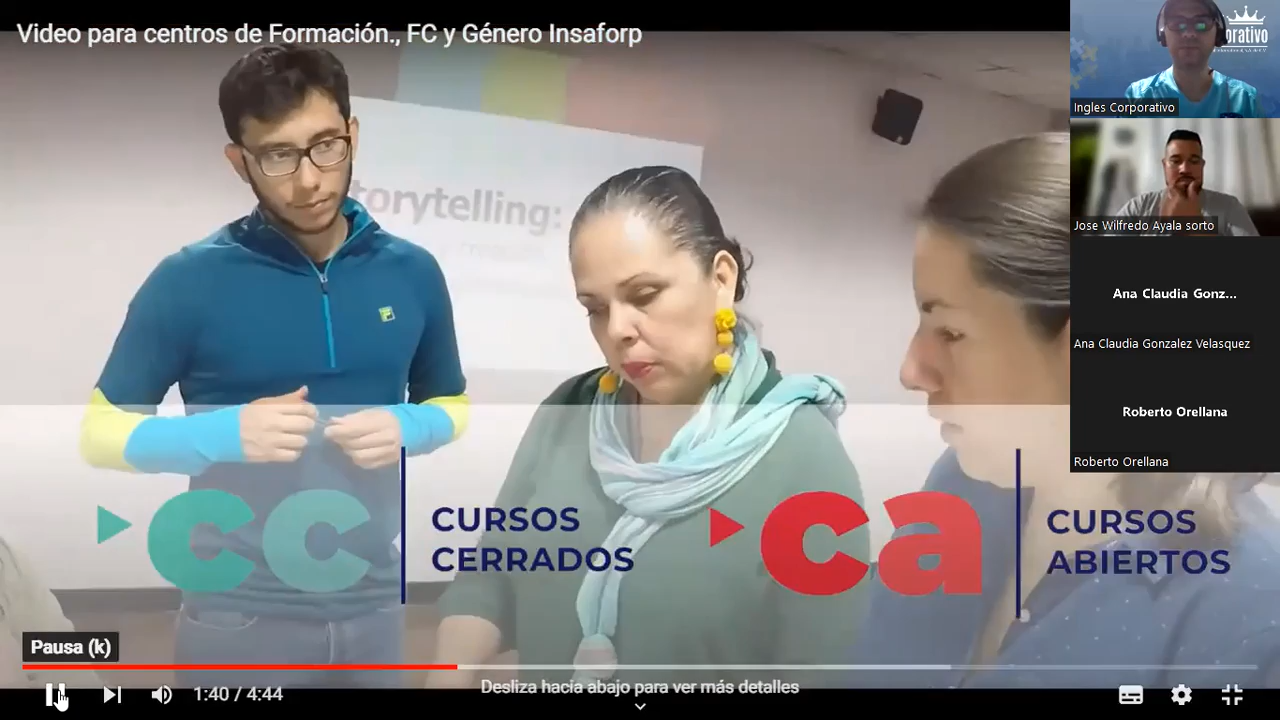 Video para centros de Formación., FC y Género Insaforp
orativo
Ingles Corporativo
torytelling:
Jose Wilfredo Ayala sorto
Ana Claudia Gonz...
Ana Claudia Gonzalez Velasquez
Roberto Orellana
Roberto Orellana
cc
CURSOS
CERRADOS
ca
CURSOS
ABIERTOS
Pausa (k)
1:40 / 4:44
Desliza hacia abajo para ver más detalles